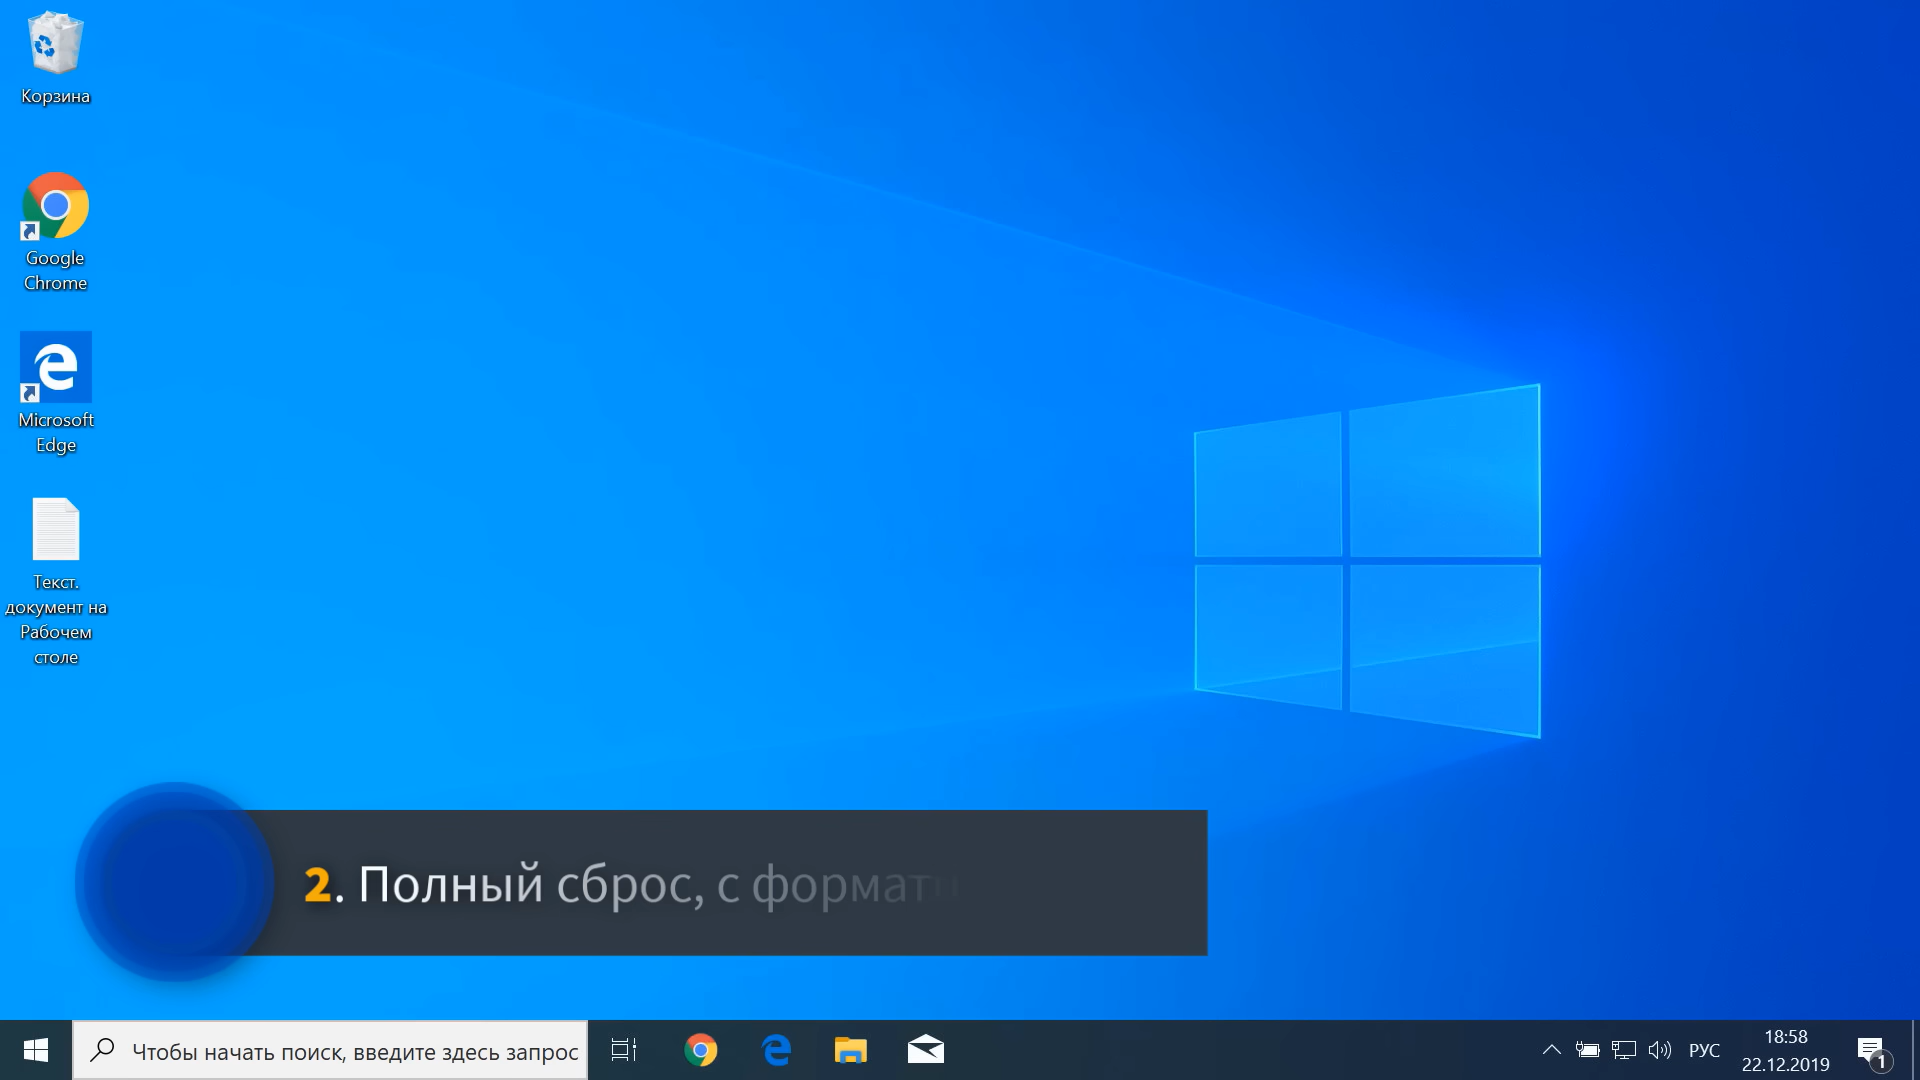 Корзина
Google
Chrome
Microsoft
Edge
Текст.
документ на
Рабочем
столе
2. Полный сброс, с
Чтобы начать поиск, введите здесь запрос
РУС
18:58
22.12.2019
1